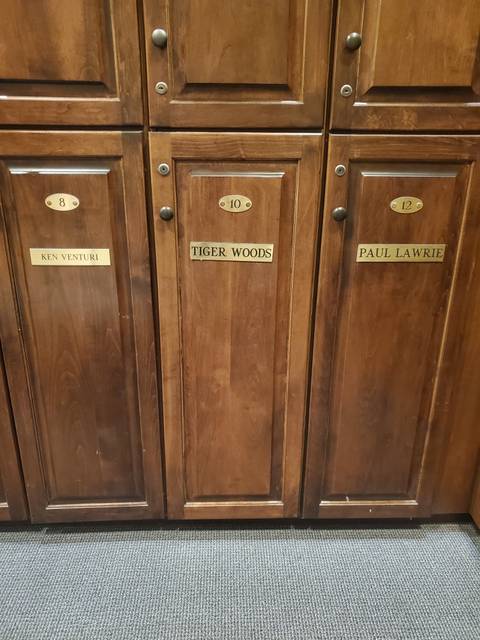 8
KEN VENTURI
10
TIGER WOODS
12
PAUL LAWRIE